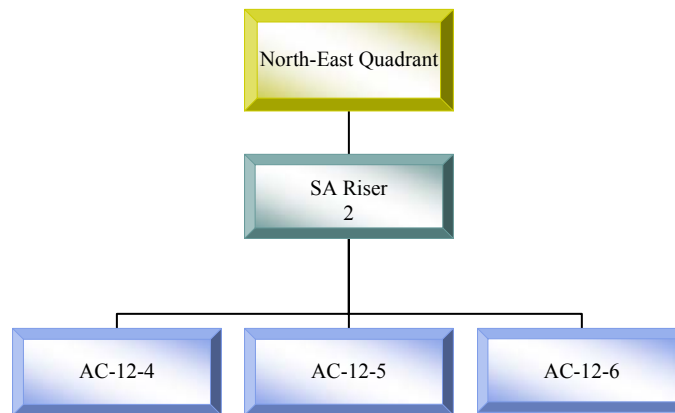 North-East Quadrant
SA Riser
2
AC-12-4
AC-12-5
AC-12-6